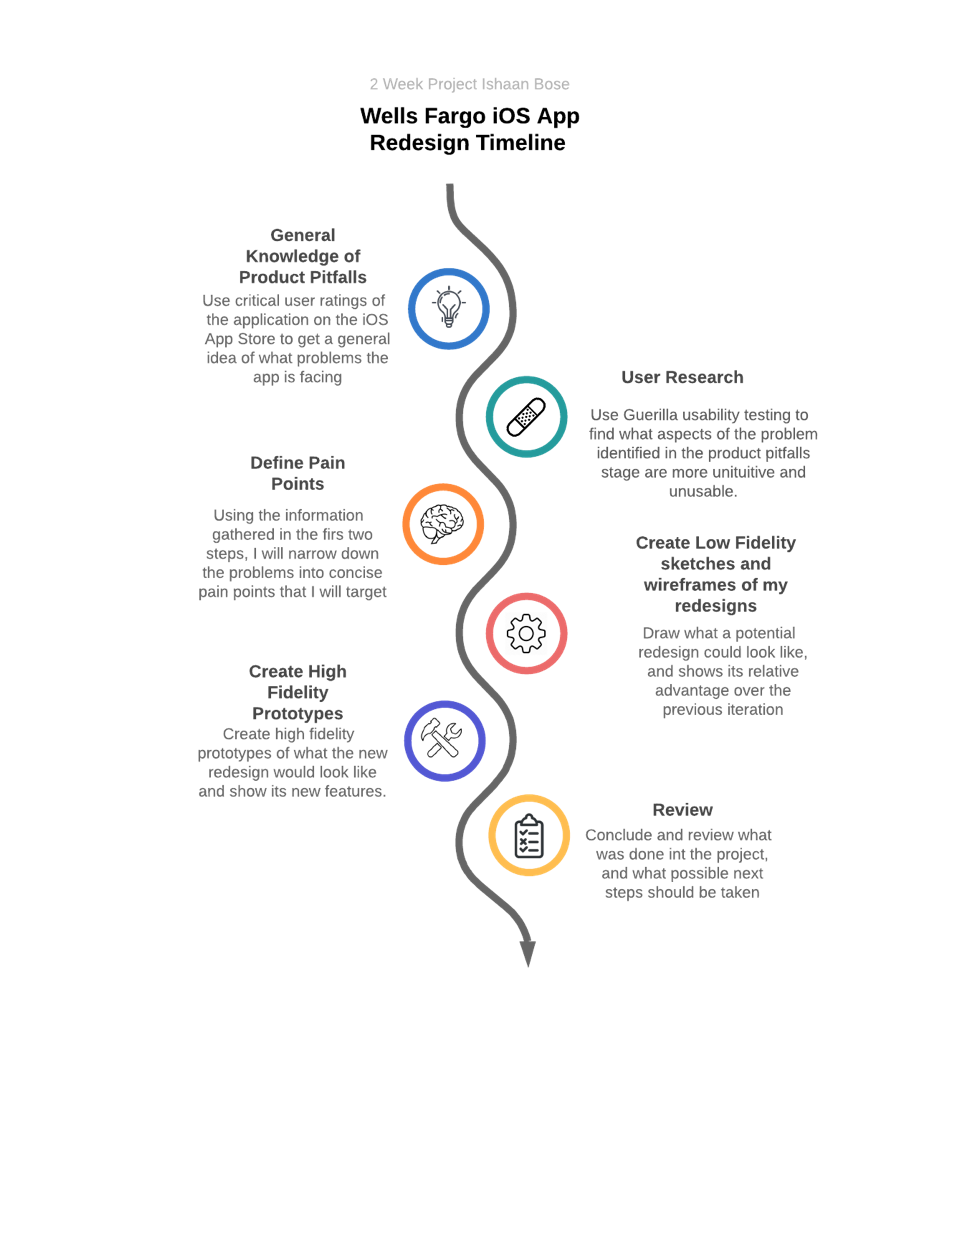 2 Week Project Ishaan Bose
Wells Fargo iOS App
Redesign Timeline
General
Knowledge of
Product Pitfalls
Use critical user ratings of
the application on the iOS
App Store to get a general
idea of what problems the
app is facing
User Research
Use Guerilla usability testing to
find what aspects of the problem
identified in the product pitfalls
stage are more unituitive and
unusable.
Define Pain
Points
Using the information
gathered in the firs two
steps, I will narrow down
the problems into concise
pain points that I will target
Create Low Fidelity
sketches and
wireframes of my
redesigns
Draw what a potential
redesign could look like,
and shows its relative
advantage over the
previous iteration
Create High
Fidelity
Prototypes
Create high fidelity
prototypes of what the new
redesign would look like
and show its new features.
Review
Conclude and review what
was done int the project,
and what possible next
steps should be taken